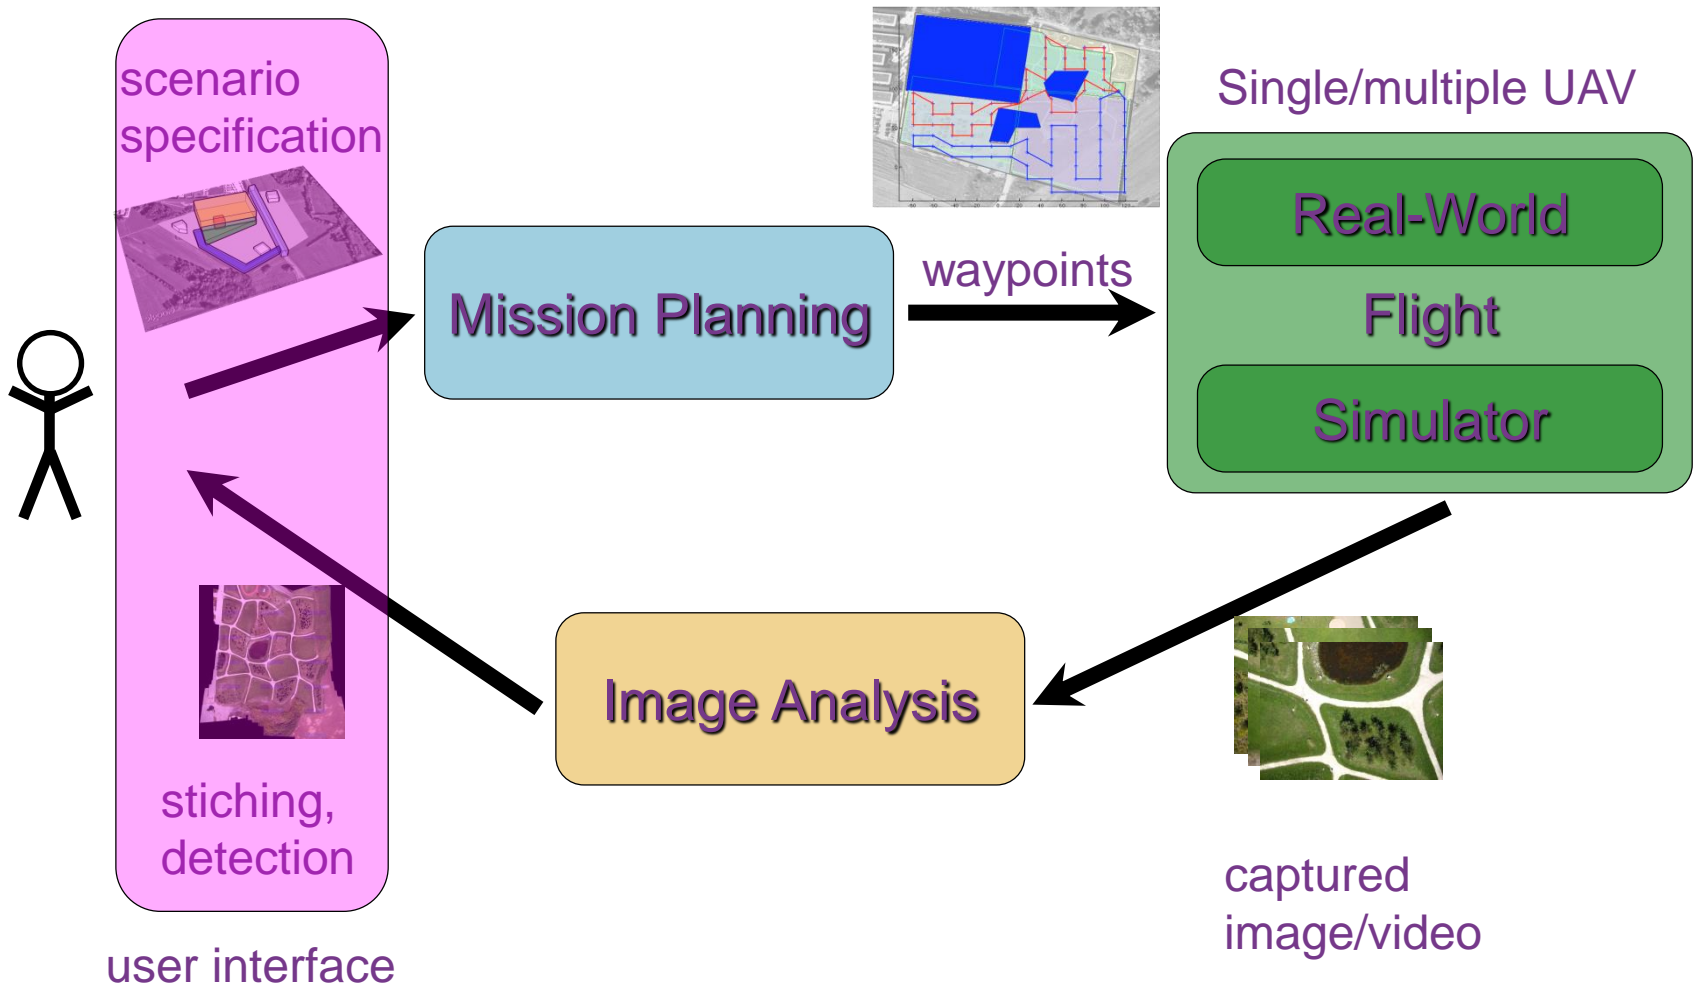 scenario
specification
Single/multiple UAV
Real-World
waypoints
Mission Planning
Flight
Simulator
Image Analysis
stiching,
detection
captured
image/video
user interface